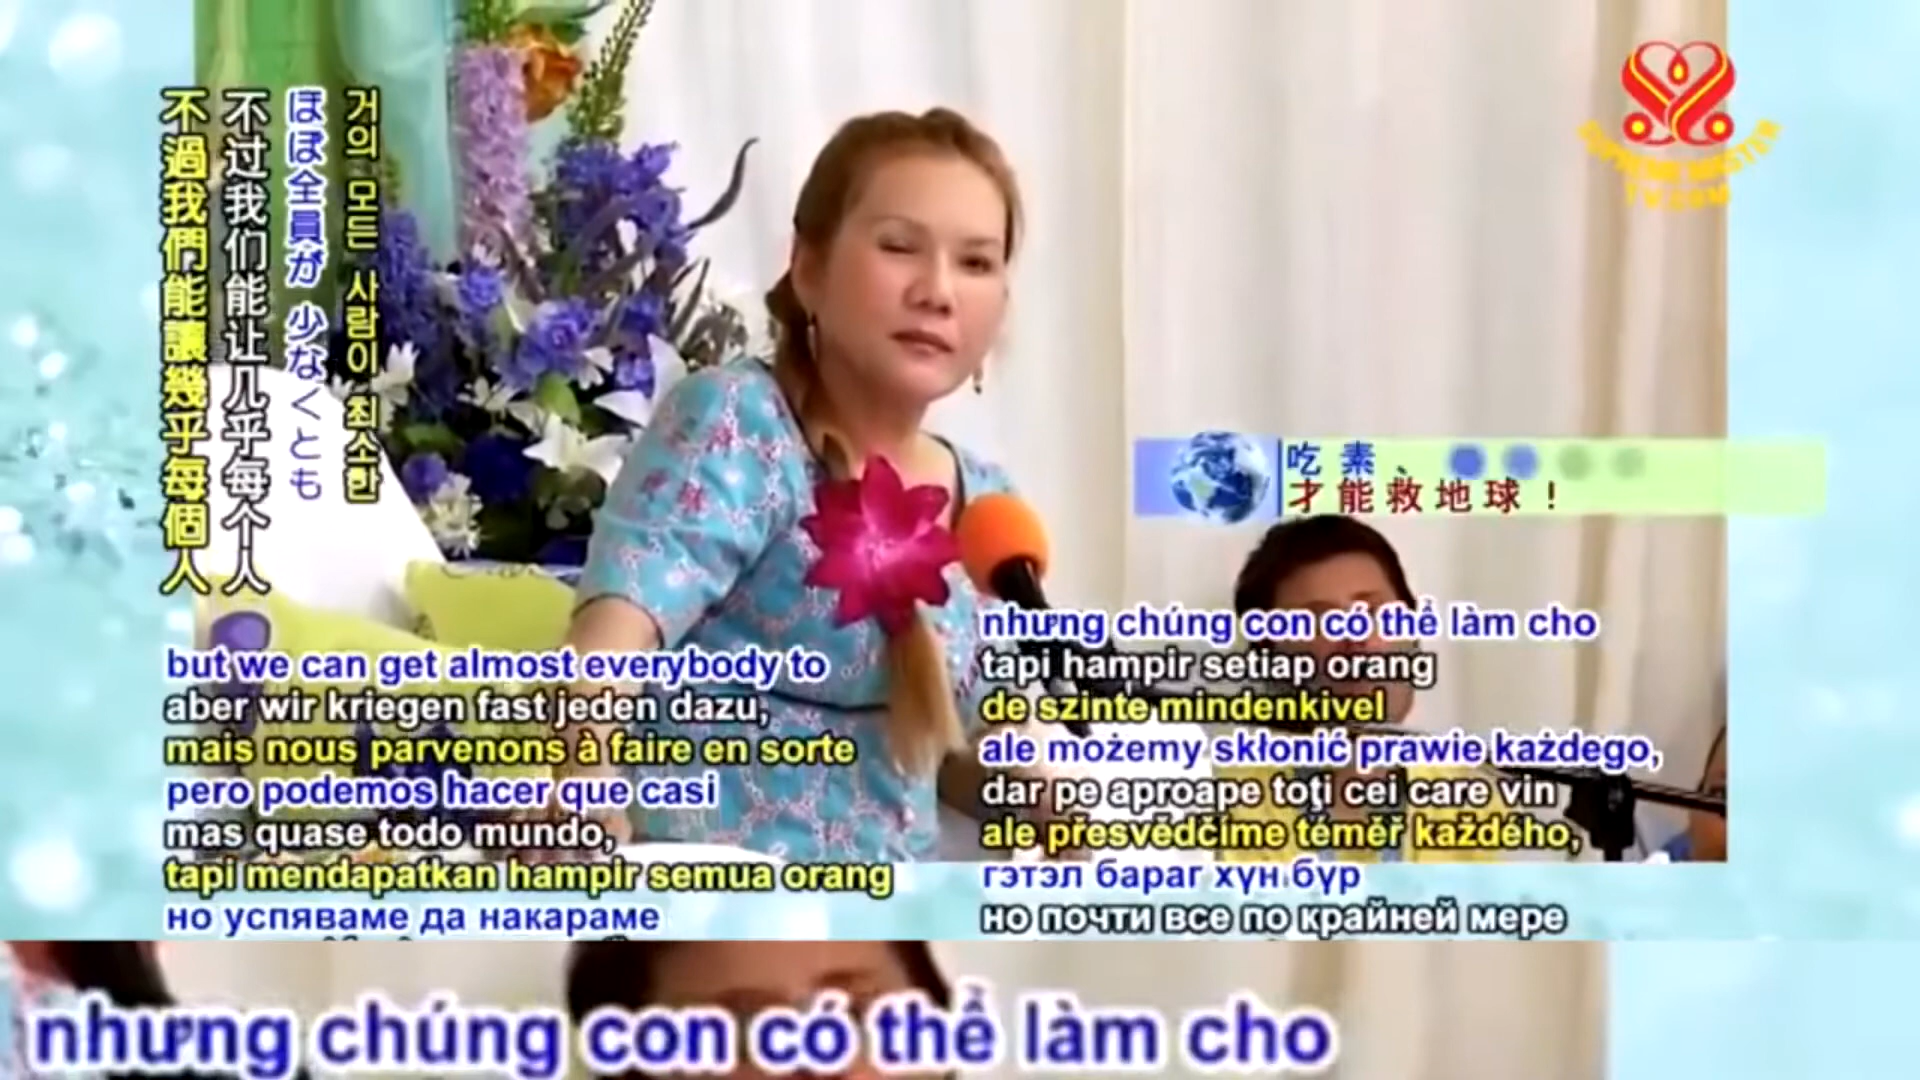 不過我們能讓幾乎每個人
不过我们能让几乎每个人
ほぼ全員が 少なくとも
거의 모든 사람이 최소한
SUPREME MASTER
TV.COM
吃素、
才能救地球!
but we can get almost everybody to
aber wir kriegen fast jeden dazu,
mais nous parvenons à faire en sorte
pero podemos hacer que casi
mas quase todo mundo,
tapi mendapatkan hampir semua orang
но успяваме да накараме
nhưng chúng con có thể làm cho
tapi hampir setiap orang
de szinte mindenkivel
ale możemy skłonić prawie każdego,
dar pe aproape toţi cei care vin
ale přesvědčíme téměř každého,
гэтэл бараг хүн бүр
но почти все по крайней мере
nhưng chúng con có thể làm cho